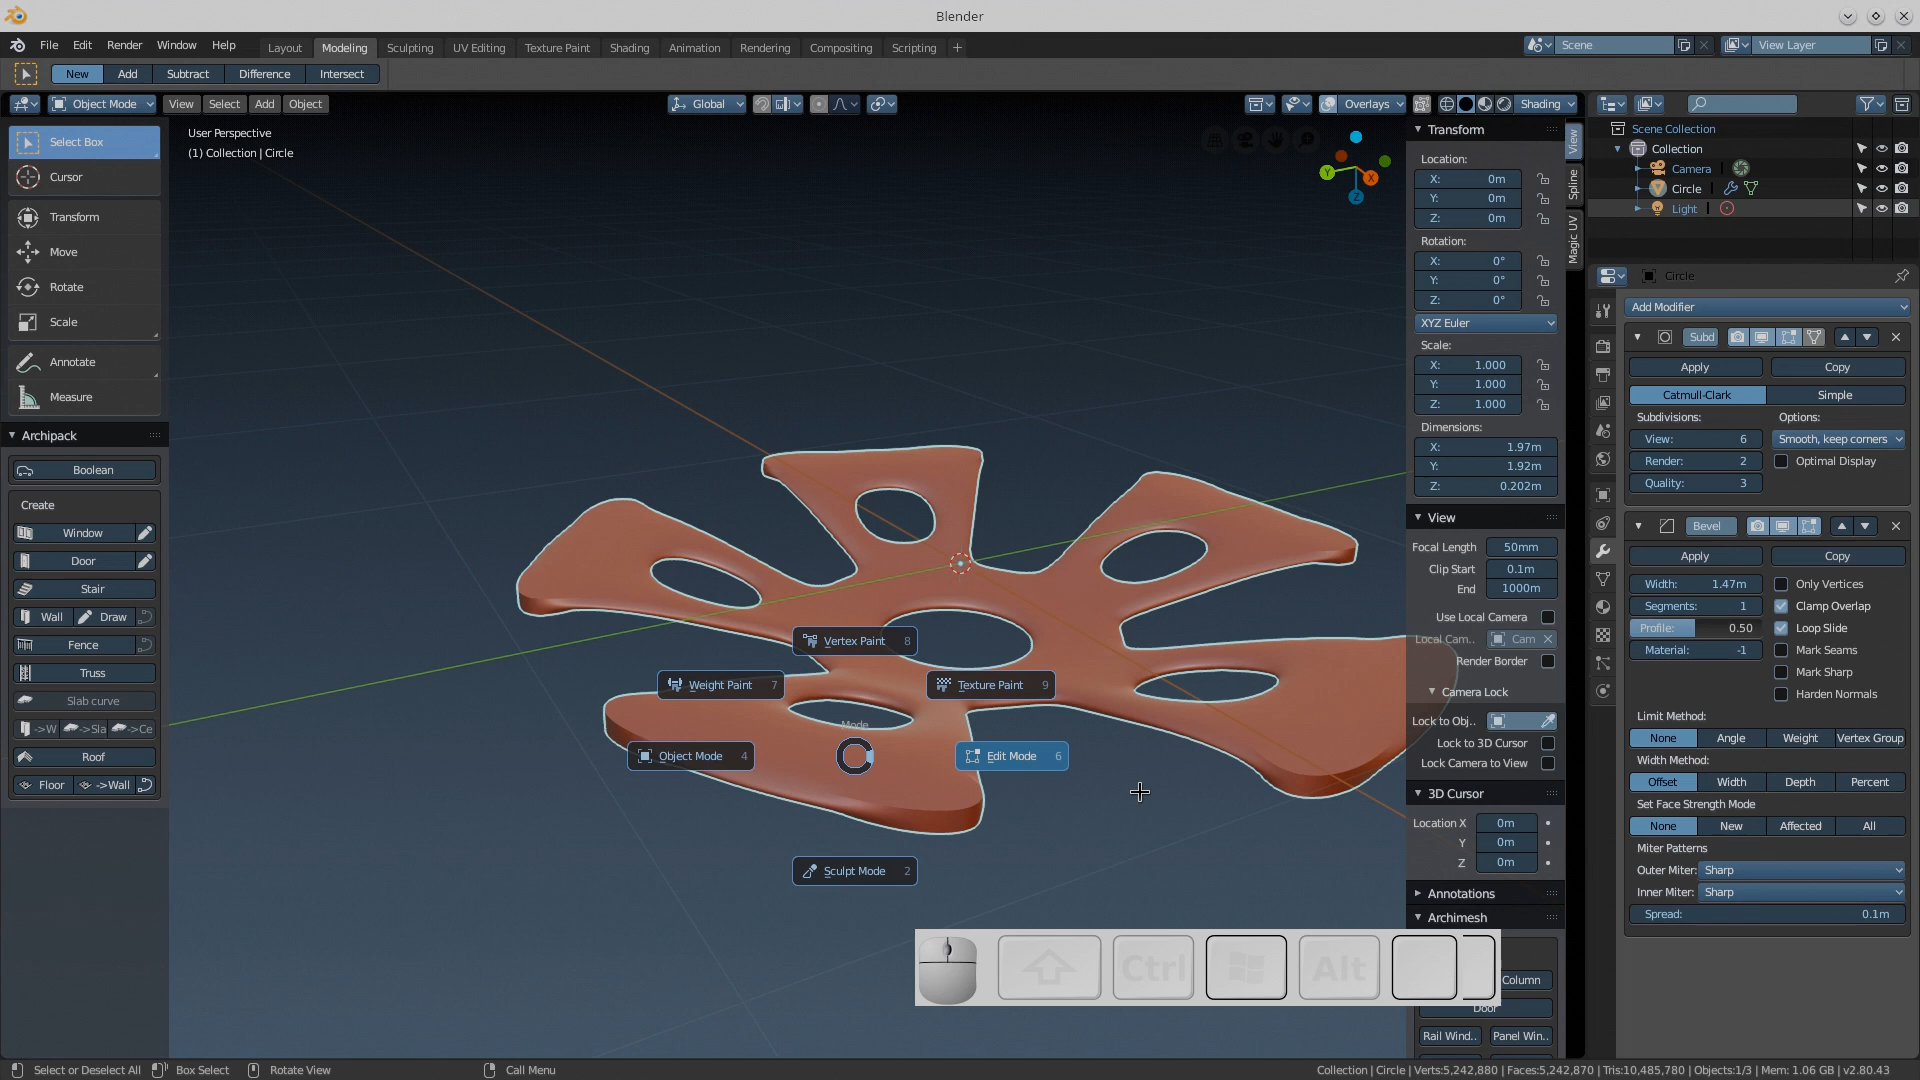 Blender
File Edit Render Window Help Layout Modeling Sculpting UV Editing Texture Paint Shading Animation Rendering Compositing Scripting + Scene View Layer
New Add Subtract Difference Intersect
Object Mode View Select Add Object Global Overlays Shading
Select Box
Cursor
Transform
Move
Rotate
Scale
Annotate
Measure
Archipack
Boolean
Create
Window
Door
Stair
Wall Draw
Fence
Truss
Slab curve
->W ->Sla ->Ce
Roof
Floor ->Wall
User Perspective
(1) Collection | Circle
Y X Z
Vertex Paint 8
Weight Paint 7
Texture Paint 9
Mode
Object Mode 4
Edit Mode 6
Sculpt Mode 2
Ctrl Alt
Transform
Location:
X: 0m
Y: 0m
Z: 0m
Rotation:
X: 0°
Y: 0°
Z: 0°
XYZ Euler
Scale:
X: 1.000
Y: 1.000
Z: 1.000
Dimensions:
X: 1.97m
Y: 1.92m
Z: 0.202m
View
Focal Length 50mm
Clip Start 0.1m
End 1000m
Use Local Camera
Local Cam.. Cam
Render Border
Camera Lock
Lock to Obj..
Lock to 3D Cursor
Lock Camera to View
3D Cursor
Location X 0m
Y 0m
Z 0m
Annotations
Archimesh
Column
Door
Rail Wind.. Panel Win..
View
Spline
Magic UV
Scene Collection
Collection
Camera
Circle
Light
Circle
Add Modifier
Subd
Apply Copy
Catmull-Clark Simple
Subdivisions: Options:
View: 6 Smooth, keep corners
Render: 2 Optimal Display
Quality: 3
Bevel
Apply Copy
Width: 1.47m Only Vertices
Segments: 1 Clamp Overlap
Profile: 0.50 Loop Slide
Material: -1 Mark Seams
Mark Sharp
Harden Normals
Limit Method:
None Angle Weight Vertex Group
Width Method:
Offset Width Depth Percent
Set Face Strength Mode
None New Affected All
Miter Patterns
Outer Miter: Sharp
Inner Miter: Sharp
Spread: 0.1m
Select or Deselect All Box Select Rotate View Call Menu Collection | Circle | Verts:5,242,880 | Faces:5,242,870 | Tris:10,485,780 | Objects:1/3 | Mem: 1.06 GB | v2.80.43